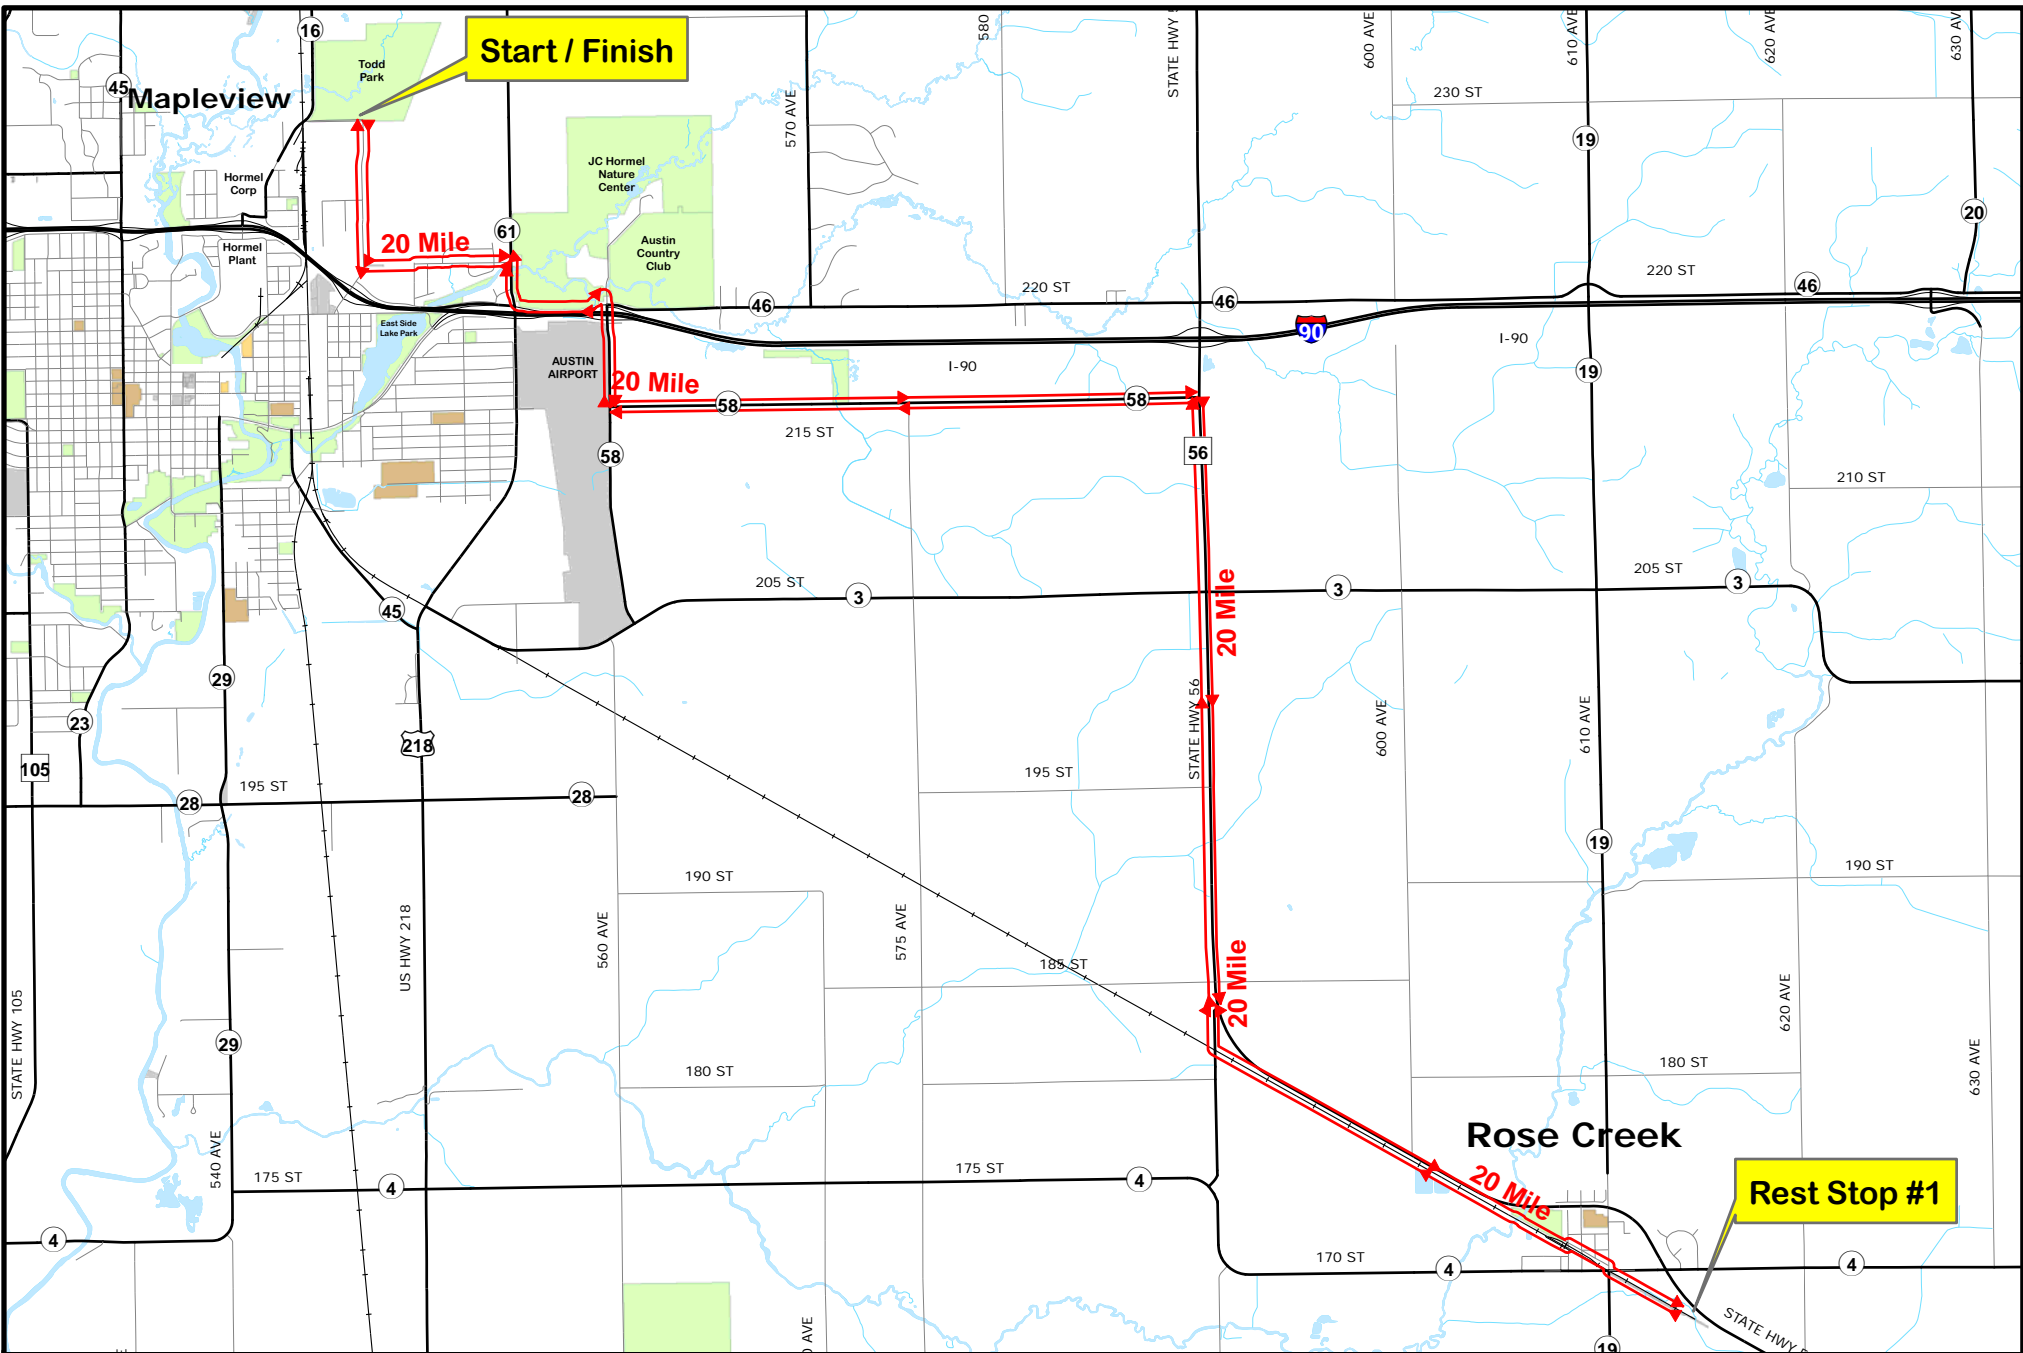 16
Start / Finish
Todd
Park
45
Mapleview
570 AVE
580
STATE HWY
600 AVE
610 AVE
620 AVE
630 AVE
230 ST
19
JC Hormel
Nature
Center
Hormel
Corp
20
61
20 Mile
Hormel
Plant
Austin
Country
Club
220 ST
220 ST
46
46
46
East Side
Lake Park
90
I-90
I-90
AUSTIN
AIRPORT
20 Mile
19
58
58
215 ST
58
56
210 ST
205 ST
3
20 Mile
3
205 ST
3
45
29
STATE HWY 56
600 AVE
610 AVE
23
218
105
195 ST
195 ST
28
28
19
190 ST
190 ST
US HWY 218
560 AVE
575 AVE
185 ST
20 Mile
620 AVE
STATE HWY 105
29
630 AVE
180 ST
180 ST
Rose Creek
540 AVE
175 ST
4
175 ST
4
20 Mile
Rest Stop #1
4
170 ST
4
4
STATE HWY
AVE
19